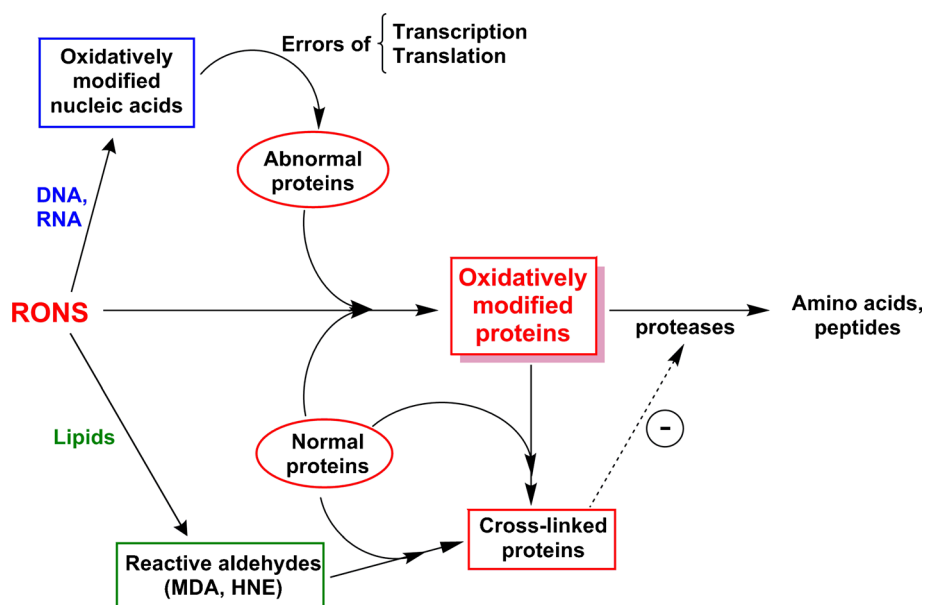 Oxidatively
modified
nucleic acids
Errors of
Transcription
Translation
Abnormal
proteins
DNA,
RNA
RONS
Oxidatively
modified
proteins
proteases
Amino acids,
peptides
Lipids
Normal
proteins
-
Cross-linked
proteins
Reactive aldehydes
(MDA, HNE)